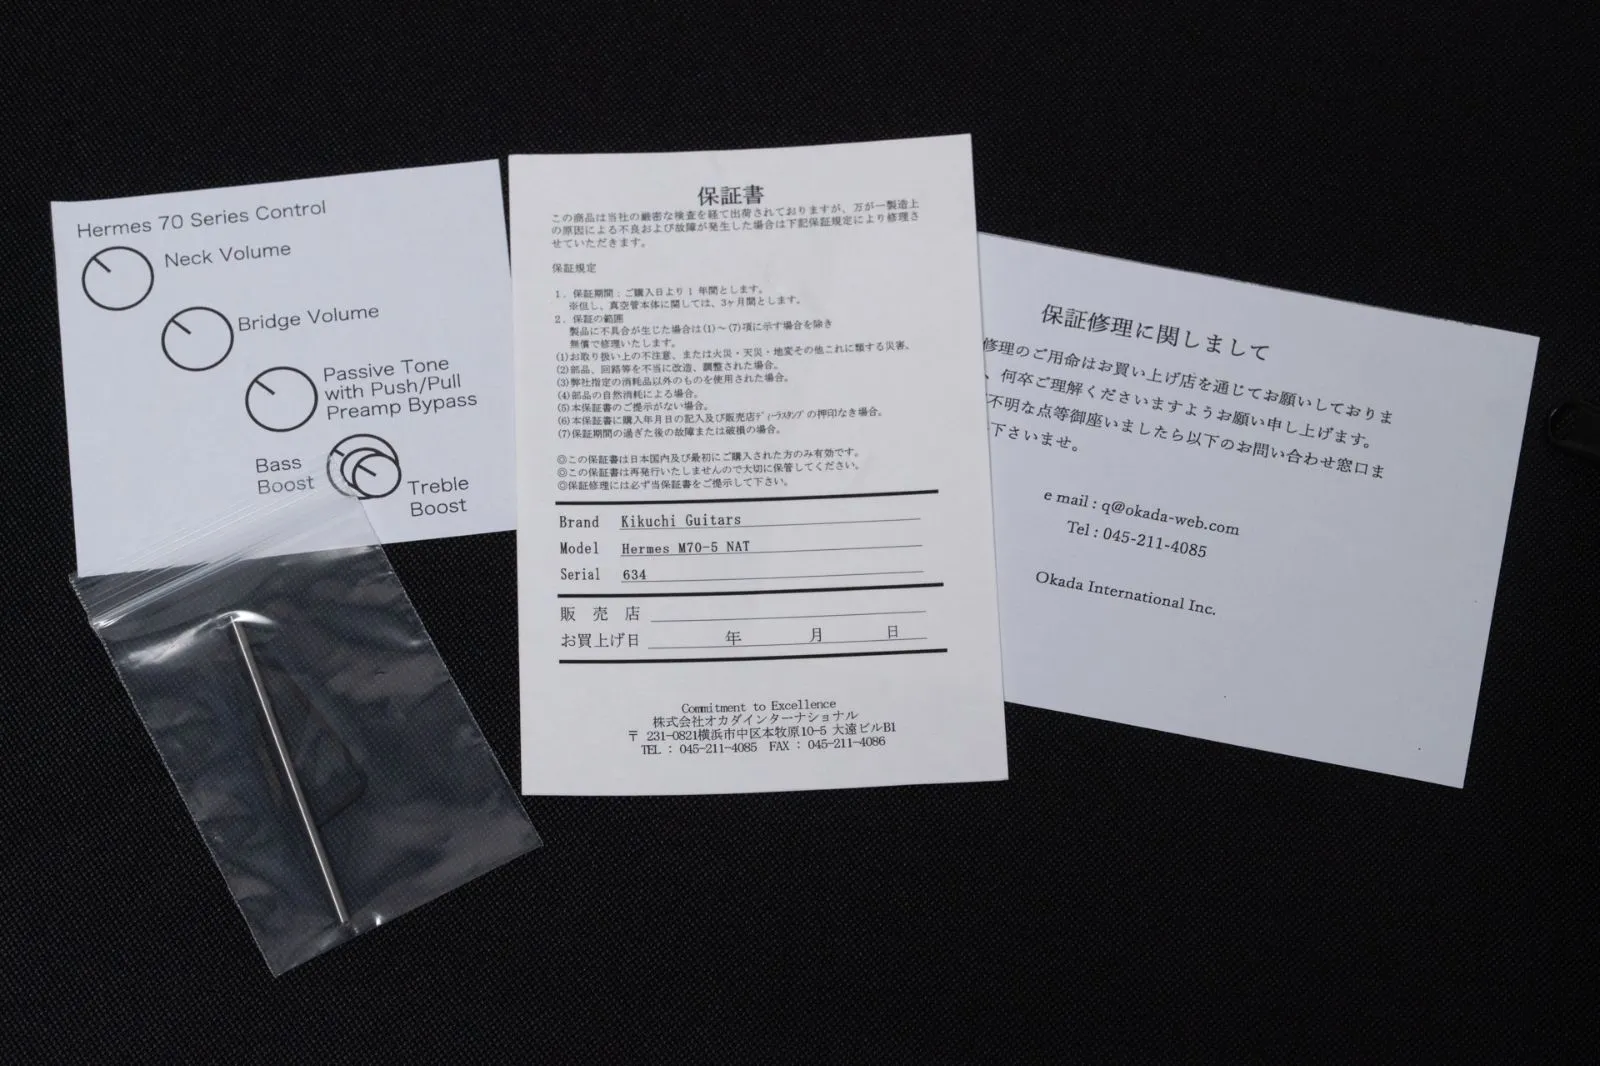 Hermes 70 Series Control
Neck Volume
Bridge Volume
Passive Tone
with Push/Pull
Preamp Bypass
Bass
Boost
Treble
Boost
保証書
この商品は当社の厳密な検査を経て出荷されておりますが、万が一製造上
の原因による不良および故障が発生した場合は下記保証規定により修理さ
せていただきます。
保証規定
1. 保証期間:ご購入日より1年間とします。
※但し、真空管本体に関しては、3ヶ月間とします。
2. 保証の範囲
製品に不具合が生じた場合は(1)～(7)項に示す場合を除き
無償で修理いたします。
(1)お取り扱い上の不注意、または火災・天災・地変その他これに類する災害、
(2)部品、回路等を不当に改造、調整された場合。
(3)弊社指定の消耗品以外のものを使用された場合。
(4)部品の自然消耗による場合。
(5)本保証書のご提示がない場合。
(6)本保証書に購入年月日の記入及び販売店ディーラスタンプの押印なき場合。
(7)保証期間の過ぎた後の故障または破損の場合。
◎この保証書は日本国内及び最初にご購入された方のみ有効です。
◎この保証書は再発行いたしませんので大切に保管してください。
◎保証修理には必ず当保証書をご提示して下さい。
Brand Kikuchi Guitars
Model Hermes M70-5 NAT
Serial 634
販売店
お買上げ日 年 月 日
Commitment to Excellence
株式会社オカダインターナショナル
〒 231-0821横浜市中区本牧原10-5 大遠ビルB1
TEL : 045-211-4085 FAX : 045-211-4086
保証修理に関しまして
修理のご用命はお買い上げ店を通じてお願いしておりま
、何卒ご理解くださいますようお願い申し上げます。
不明な点等御座いましたら以下のお問い合わせ窓口ま
下さいませ。
e mail : q@okada-web.com
Tel : 045-211-4085
Okada International Inc.